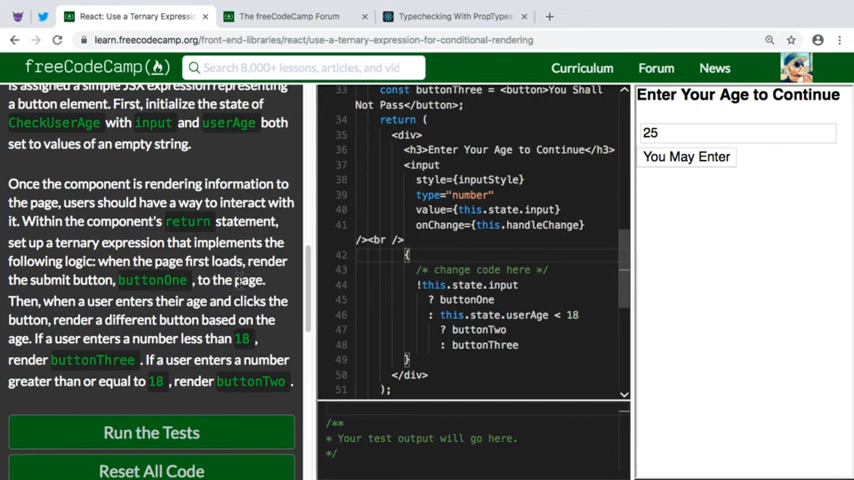 React: Use a Ternary Expressi
The freeCodeCamp Forum
Typechecking With PropTypes
learn.freecodecamp.org/front-end-libraries/react/use-a-ternary-expression-for-conditional-rendering
freeCodeCamp(🔥)
Search 8,000+ lessons, articles, and vid
Curriculum
Forum
News
is assigned a simple JSX expression representing
a button element. First, initialize the state of
CheckUserAge with input and userAge both
set to values of an empty string.
Once the component is rendering information to
the page, users should have a way to interact with
it. Within the component's return statement,
set up a ternary expression that implements the
following logic: when the page first loads, render
the submit button, buttonOne , to the page.
Then, when a user enters their age and clicks the
button, render a different button based on the
age. If a user enters a number less than 18 ,
render buttonThree . If a user enters a number
greater than or equal to 18 , render buttonTwo .
Run the Tests
Reset All Code
33 const buttonThree = <button>You Shall
Not Pass</button>;
34 return (
35 <div>
36 <h3>Enter Your Age to Continue</h3>
37 <input
38 style={inputStyle}
39 type="number"
40 value={this.state.input}
41 onChange={this.handleChange}
/><br />
42 {
43 /* change code here */
44 !this.state.input
45 ? buttonOne
46 : this.state.userAge < 18
47 ? buttonTwo
48 : buttonThree
49 }
50 </div>
51 );
/**
* Your test output will go here.
*/
Enter Your Age to Continue
25
You May Enter